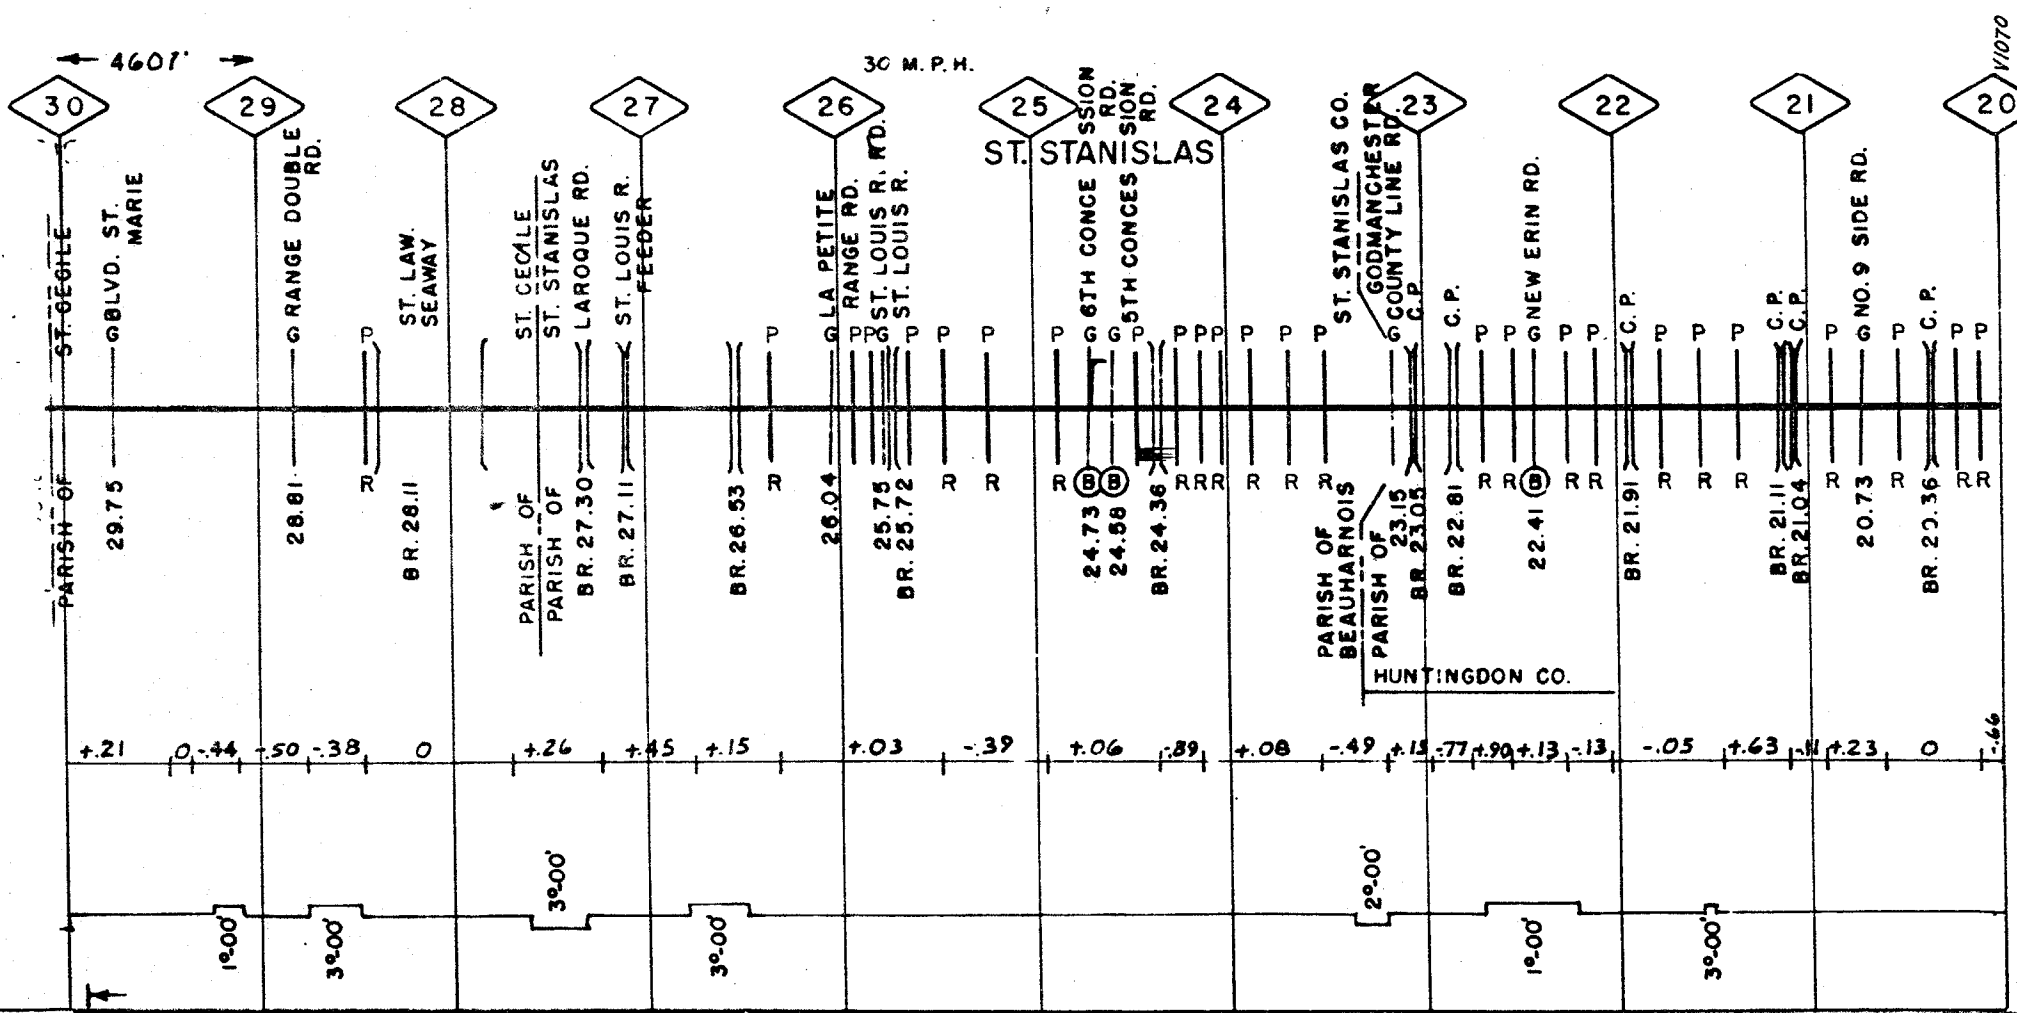 4607'
30 M.P.H.
V1070
30
29
28
27
26
25
24
23
22
21
20
ST. STANISLAS
ST. CECILE
G BLVD. ST. MARIE
G RANGE DOUBLE RD.
P
ST. LAW. SEAWAY
ST. CECILE
ST. STANISLAS
LAROQUE RD.
ST. LOUIS R. FEEDER
P
G LA PETITE RANGE RD.
P
P
G ST. LOUIS R. RD.
ST. LOUIS R.
P
P
P
P
G 6TH CONCE SSION RD.
5TH CONCES SION RD.
P
P
P
P
P
P
P
ST. STANISLAS CO.
GODMANCHESTER
G COUNTY LINE RD.
C.P.
C.P.
P
P
G NEW ERIN RD.
P
P
C.P.
P
P
P
C.P.
C.P.
P
G NO. 9 SIDE RD.
C.P.
P
P
PARISH OF
29.75
28.81
R
BR. 28.11
PARISH OF
PARISH OF
BR. 27.30
BR. 27.11
BR. 26.53
R
26.04
R
R
25.75
BR. 25.72
R
R
R
R
B
24.73
B
24.58
BR. 24.36
R
R
R
R
R
R
PARISH OF
BEAUHARNOIS
PARISH OF
23.15
BR. 23.05
BR. 22.81
R
R
B
22.41
R
R
BR. 21.91
R
R
R
BR. 21.11
BR. 21.04
R
20.73
BR. 20.36
R
R
HUNTINGDON CO.
+.21
0
-.44
-.50
-.38
0
+.26
+.45
+.15
+.03
-.39
+.06
-.89
+.08
-.49
+.13
-.77
+.90
+.13
-.13
-.05
+.63
-.11
+.23
0
-.66
1°-00'
3°-00'
3°-00'
3°-00'
2°-00'
1°-00'
3°-00'